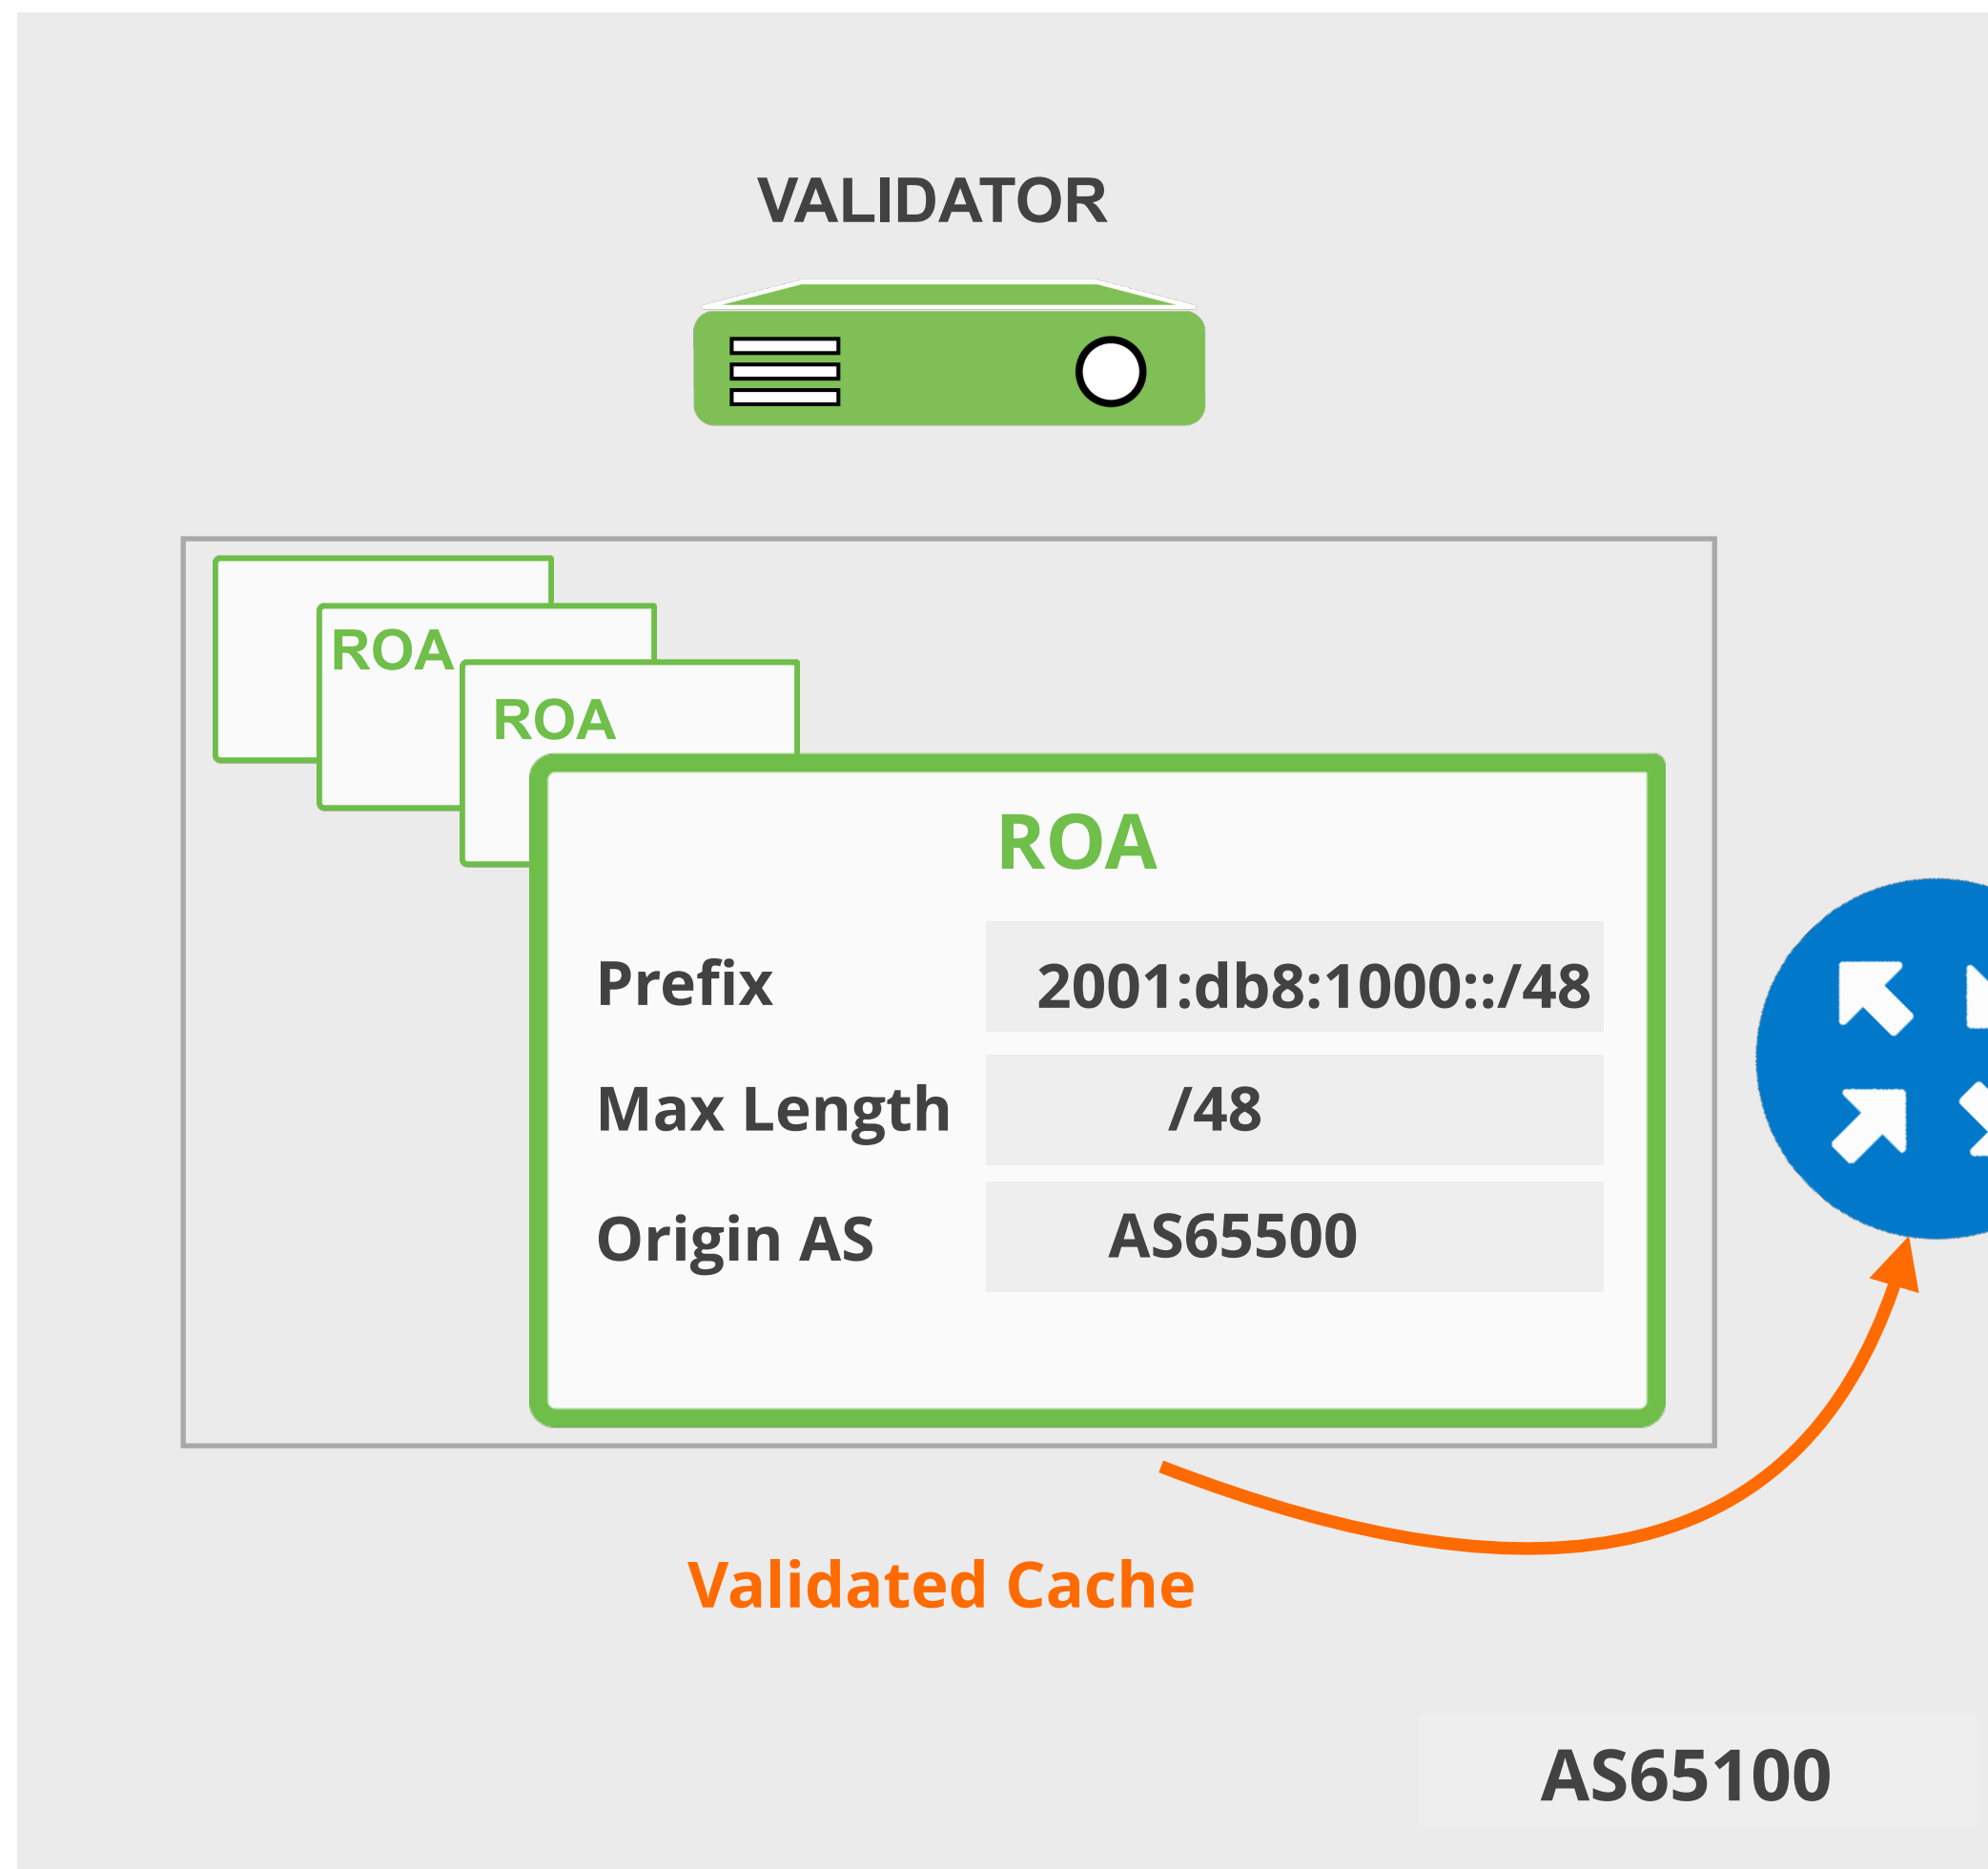 VALIDATOR
ROA
ROA
ROA
Prefix 2001:db8:1000::/48
Max Length /48
Origin AS AS65500
Validated Cache
AS65100